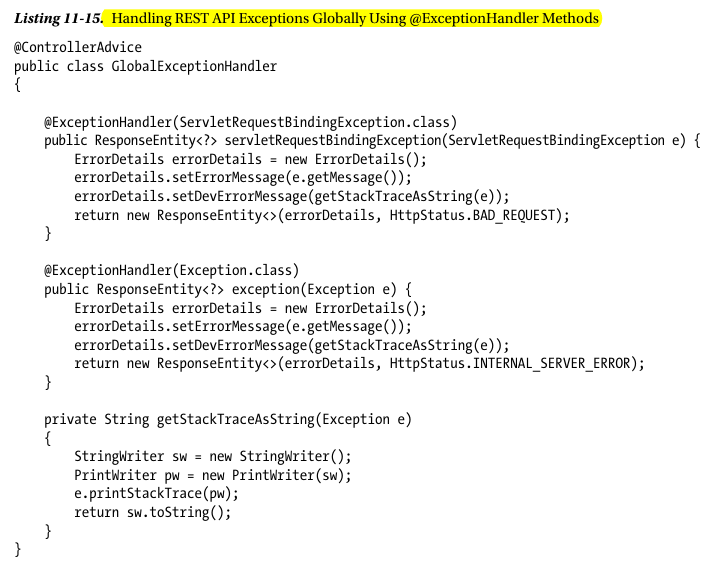 Listing 11-15. Handling REST API Exceptions Globally Using @ExceptionHandler Methods
@ControllerAdvice
public class GlobalExceptionHandler
{
    @ExceptionHandler(ServletRequestBindingException.class)
    public ResponseEntity<?> servletRequestBindingException(ServletRequestBindingException e) {
        ErrorDetails errorDetails = new ErrorDetails();
        errorDetails.setErrorMessage(e.getMessage());
        errorDetails.setDevErrorMessage(getStackTraceAsString(e));
        return new ResponseEntity<>(errorDetails, HttpStatus.BAD_REQUEST);
    }
    @ExceptionHandler(Exception.class)
    public ResponseEntity<?> exception(Exception e) {
        ErrorDetails errorDetails = new ErrorDetails();
        errorDetails.setErrorMessage(e.getMessage());
        errorDetails.setDevErrorMessage(getStackTraceAsString(e));
        return new ResponseEntity<>(errorDetails, HttpStatus.INTERNAL_SERVER_ERROR);
    }
    private String getStackTraceAsString(Exception e)
    {
        StringWriter sw = new StringWriter();
        PrintWriter pw = new PrintWriter(sw);
        e.printStackTrace(pw);
        return sw.toString();
    }
}